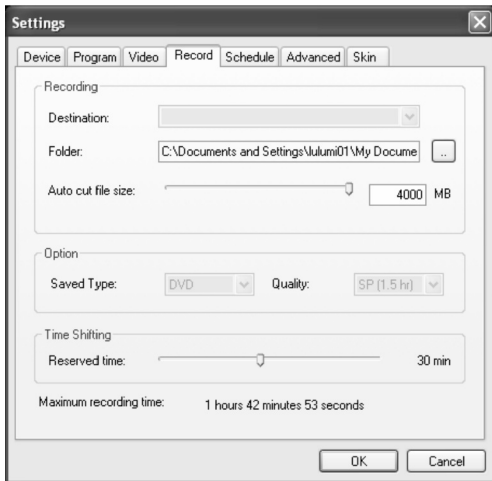 Settings
Device Program Video Record Schedule Advanced Skin
Recording
Destination:
Folder: C:\Documents and Settings\lulumi01\My Docume ..
Auto cut file size: 4000 MB
Option
Saved Type: DVD Quality: SP (1.5 hr)
Time Shifting
Reserved time: 30 min
Maximum recording time: 1 hours 42 minutes 53 seconds
OK Cancel